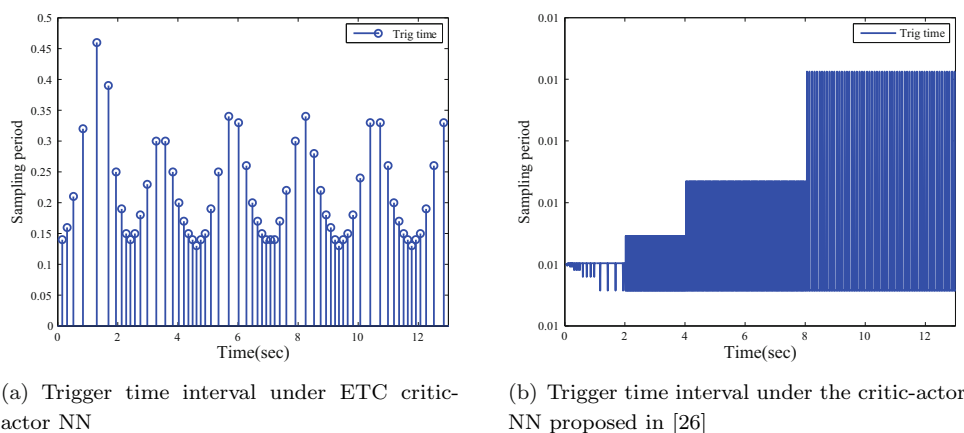 0.5
0.45
0.4
0.35
0.3
0.25
0.2
0.15
0.1
0.05
0
Sampling period
Trig time
0 2 4 6 8 10 12
Time(sec)
0.01
0.01
0.01
0.01
0.01
0.01
Sampling period
Trig time
0 2 4 6 8 10 12
Time(sec)
(a) Trigger time interval under ETC critic-
actor NN
(b) Trigger time interval under the critic-actor
NN proposed in [26]